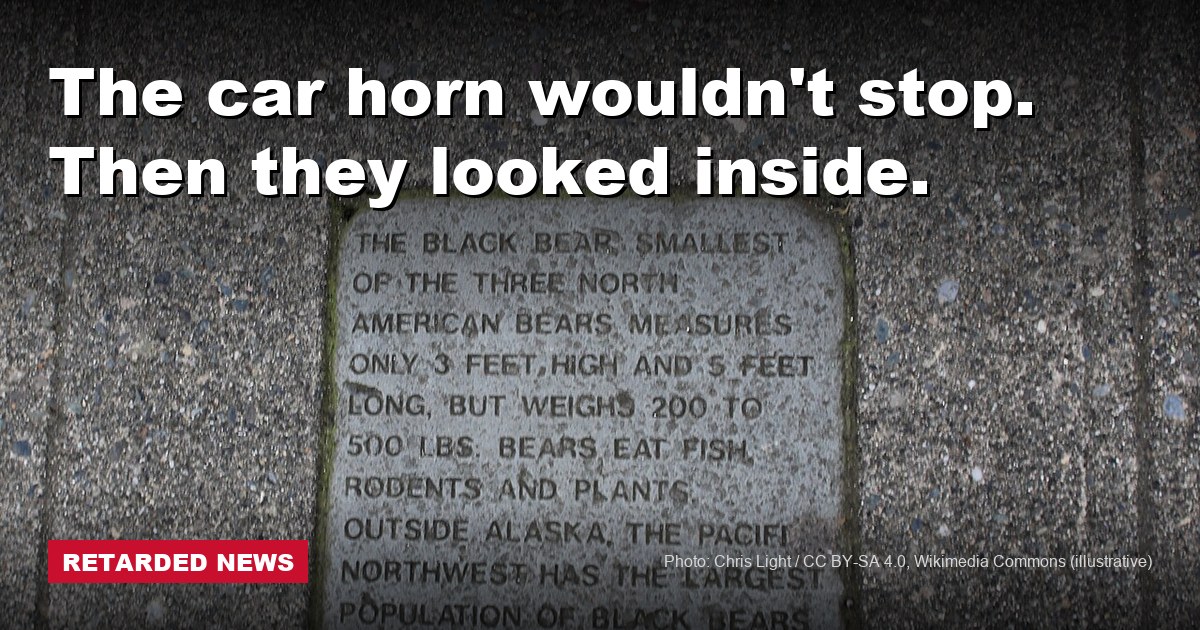 The car horn wouldn't stop.
Then they looked inside.
THE BLACK BEAR, SMALLEST
OF THE THREE NORTH
AMERICAN BEARS, MEASURES
ONLY 3 FEET HIGH AND 5 FEET
LONG, BUT WEIGHS 200 TO
500 LBS. BEARS EAT FISH,
RODENTS AND PLANTS.
OUTSIDE ALASKA, THE PACIFI
NORTHWEST HAS THE LARGEST
POPULATION OF BLACK BEARS
RETARDED NEWS
Photo: Chris Light / CC BY-SA 4.0, Wikimedia Commons (illustrative)